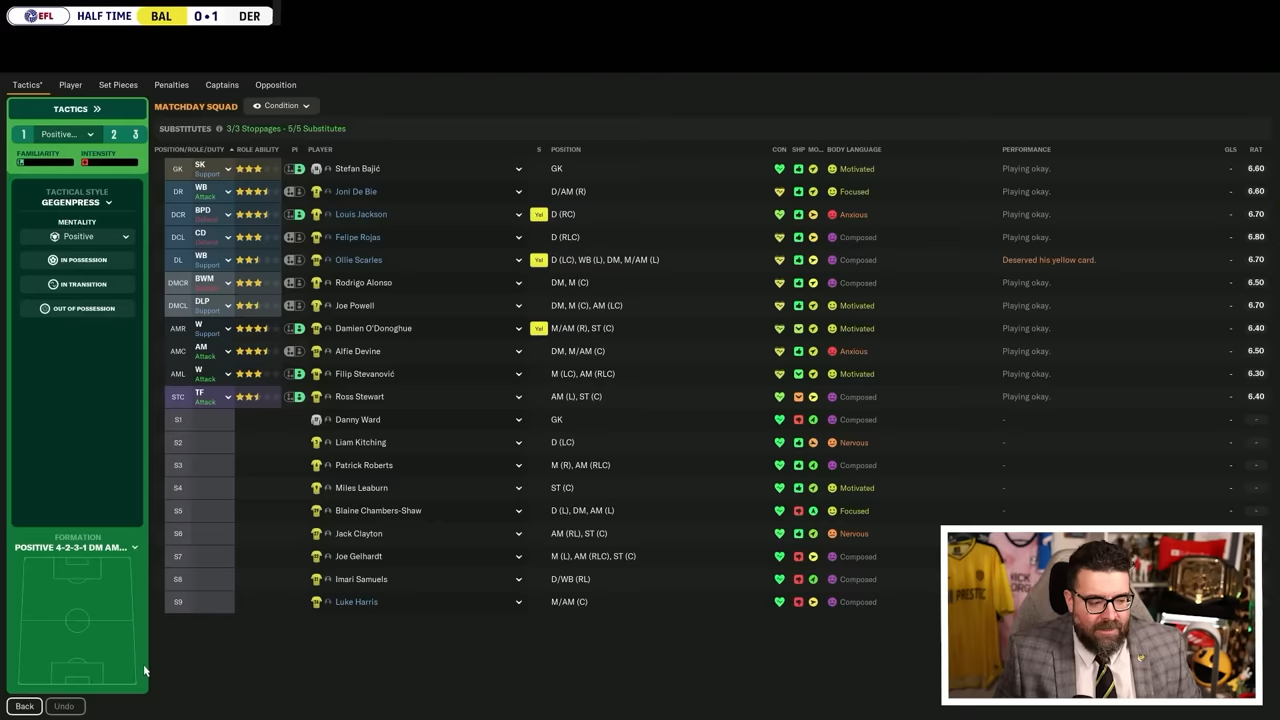 EFL HALF TIME BAL 0 • 1 DER
Tactics* Player Set Pieces Penalties Captains Opposition
TACTICS
MATCHDAY SQUAD Condition
1 Positive... 2 3
SUBSTITUTES 3/3 Stoppages - 5/5 Substitutes
FAMILIARITY INTENSITY
POSITION/ROLE/DUTY ROLE ABILITY PI PLAYER S POSITION CON SHP MO... BODY LANGUAGE PERFORMANCE GLS RAT
GK SK Support Stefan Bajić GK Motivated Playing okay. - 6.60
DR WB Attack Joni De Bie D/AM (R) Focused Playing okay. - 6.60
DCR BPD Defend Louis Jackson Yel D (RC) Anxious Playing okay. - 6.70
DCL CD Defend Felipe Rojas D (RLC) Composed Playing okay. - 6.80
DL WB Support Ollie Scarles Yel D (LC), WB (L), DM, M/AM (L) Composed Deserved his yellow card. - 6.70
DMCR BWM Rodrigo Alonso DM, M (C) Composed Playing okay. - 6.50
DMCL DLP Support Joe Powell DM, M (C), AM (LC) Motivated Playing okay. - 6.70
AMR W Support Damien O'Donoghue Yel M/AM (R), ST (C) Motivated Playing okay. - 6.40
AMC AM Attack Alfie Devine DM, M/AM (C) Anxious Playing okay. - 6.50
AML W Attack Filip Stevanović M (LC), AM (RLC) Motivated Playing okay. - 6.30
STC TF Attack Ross Stewart AM (L), ST (C) Composed Playing okay. - 6.40
S1 Danny Ward GK Composed - - -
S2 Liam Kitching D (LC) Nervous - - -
S3 Patrick Roberts M (R), AM (RLC) Composed - - -
S4 Miles Leaburn ST (C) Motivated - - -
S5 Blaine Chambers-Shaw D (L), DM, AM (L) Focused - - -
S6 Jack Clayton AM (RL), ST (C) Nervous
S7 Joe Gelhardt M (L), AM (RLC), ST (C) Composed
S8 Imari Samuels D/WB (RL) Composed
S9 Luke Harris M/AM (C) Composed
TACTICAL STYLE
GEGENPRESS
MENTALITY
Positive
IN POSSESSION
IN TRANSITION
OUT OF POSSESSION
FORMATION
POSITIVE 4-2-3-1 DM AM...
Back Undo